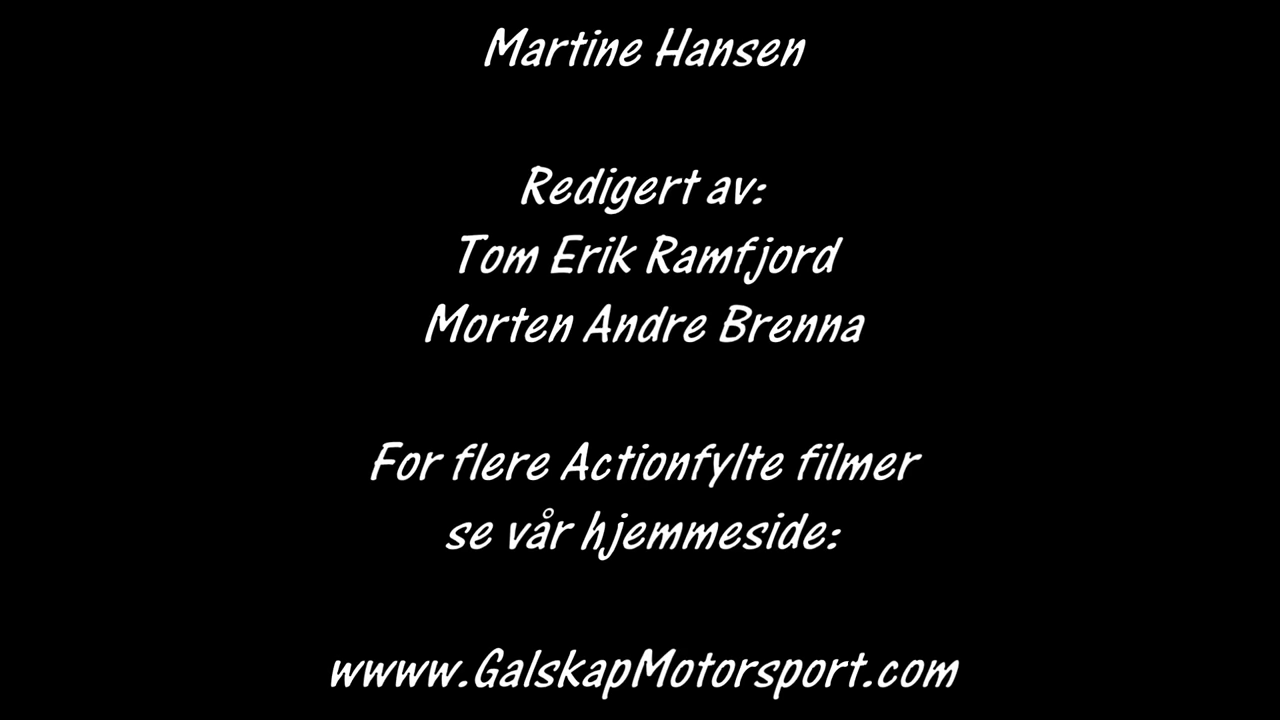 Martine Hansen
Redigert av:
Tom Erik Ramfjord
Morten Andre Brenna
For flere Actionfylte filmer
se vår hjemmeside:
wwww.GalskapMotorsport.com